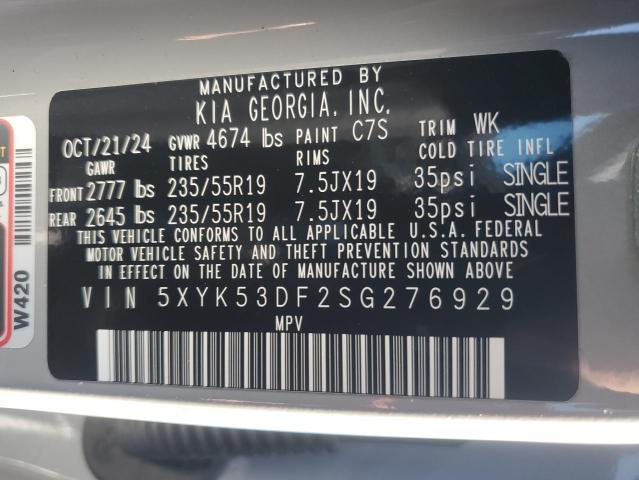 MANUFACTURED BY
KIA GEORGIA, INC.
OCT/21/24 GVWR 4674 lbs PAINT C7S TRIM WK
GAWR TIRES RIMS COLD TIRE INFL
FRONT 2777 lbs 235/55R19 7.5JX19 35psi SINGLE
REAR 2645 lbs 235/55R19 7.5JX19 35psi SINGLE
THIS VEHICLE CONFORMS TO ALL APPLICABLE U.S.A. FEDERAL
MOTOR VEHICLE SAFETY AND THEFT PREVENTION STANDARDS
IN EFFECT ON THE DATE OF MANUFACTURE SHOWN ABOVE
VIN 5XYK53DF2SG276929
MPV
W420